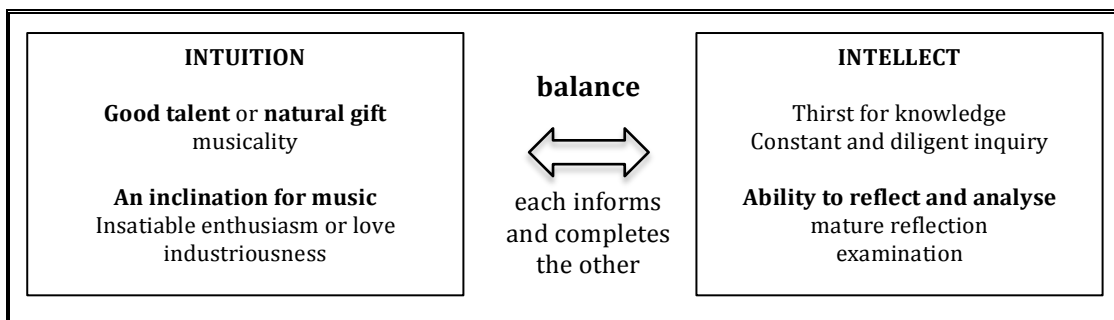 INTUITION
Good talent or natural gift
musicality
An inclination for music
Insatiable enthusiasm or love
industriousness
balance
each informs
and completes
the other
INTELLECT
Thirst for knowledge
Constant and diligent inquiry
Ability to reflect and analyse
mature reflection
examination